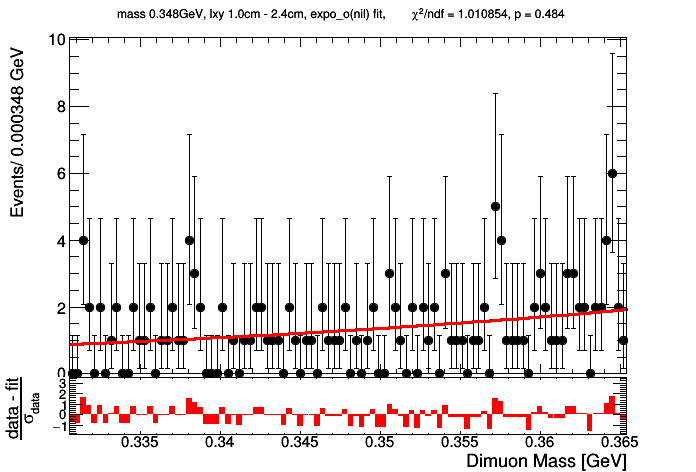 mass 0.348GeV, lxy 1.0cm - 2.4cm, expo_o(nil) fit, χ²/ndf = 1.010854, p = 0.484
Events/ 0.000348 GeV
10
8
6
4
2
0
data - fit
σdata
3
2
1
0
−1
0.335 0.34 0.345 0.35 0.355 0.36 0.365
Dimuon Mass [GeV]